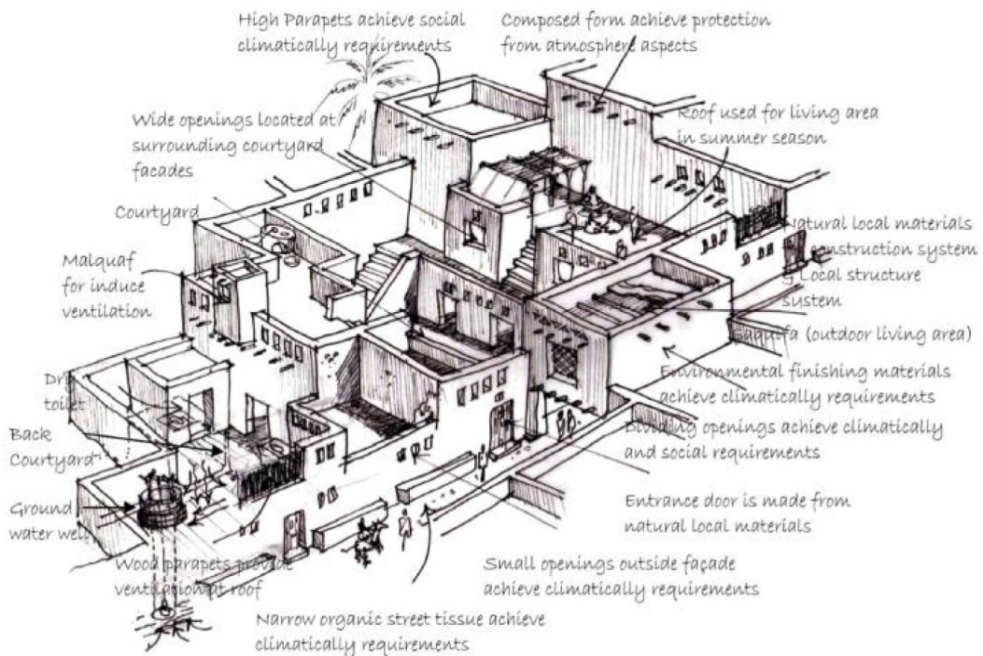 High Parapets achieve social
climatically requirements
Composed form achieve protection
from atmosphere aspects
Wide openings located at
surrounding courtyard
facades
Roof used for living area
in summer season
Courtyard
Malquaf
for induce
ventilation
Natural local materials
construction system
& Local structure
system
Saquifa (outdoor living area)
Dry
toilet
Environmental finishing materials
achieve climatically requirements
Back
Courtyard
Dividing openings achieve climatically
and social requirements
Ground
water well
Entrance door is made from
natural local materials
Wood parapets provide
ventilation at roof
Small openings outside façade
achieve climatically requirements
Narrow organic street tissue achieve
climatically requirements